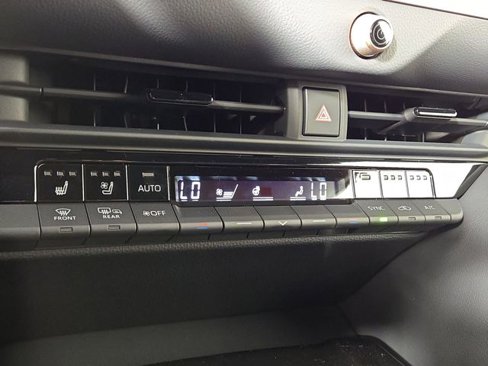 AUTO
LO LO
FRONT
REAR
OFF
SYNC
A/C